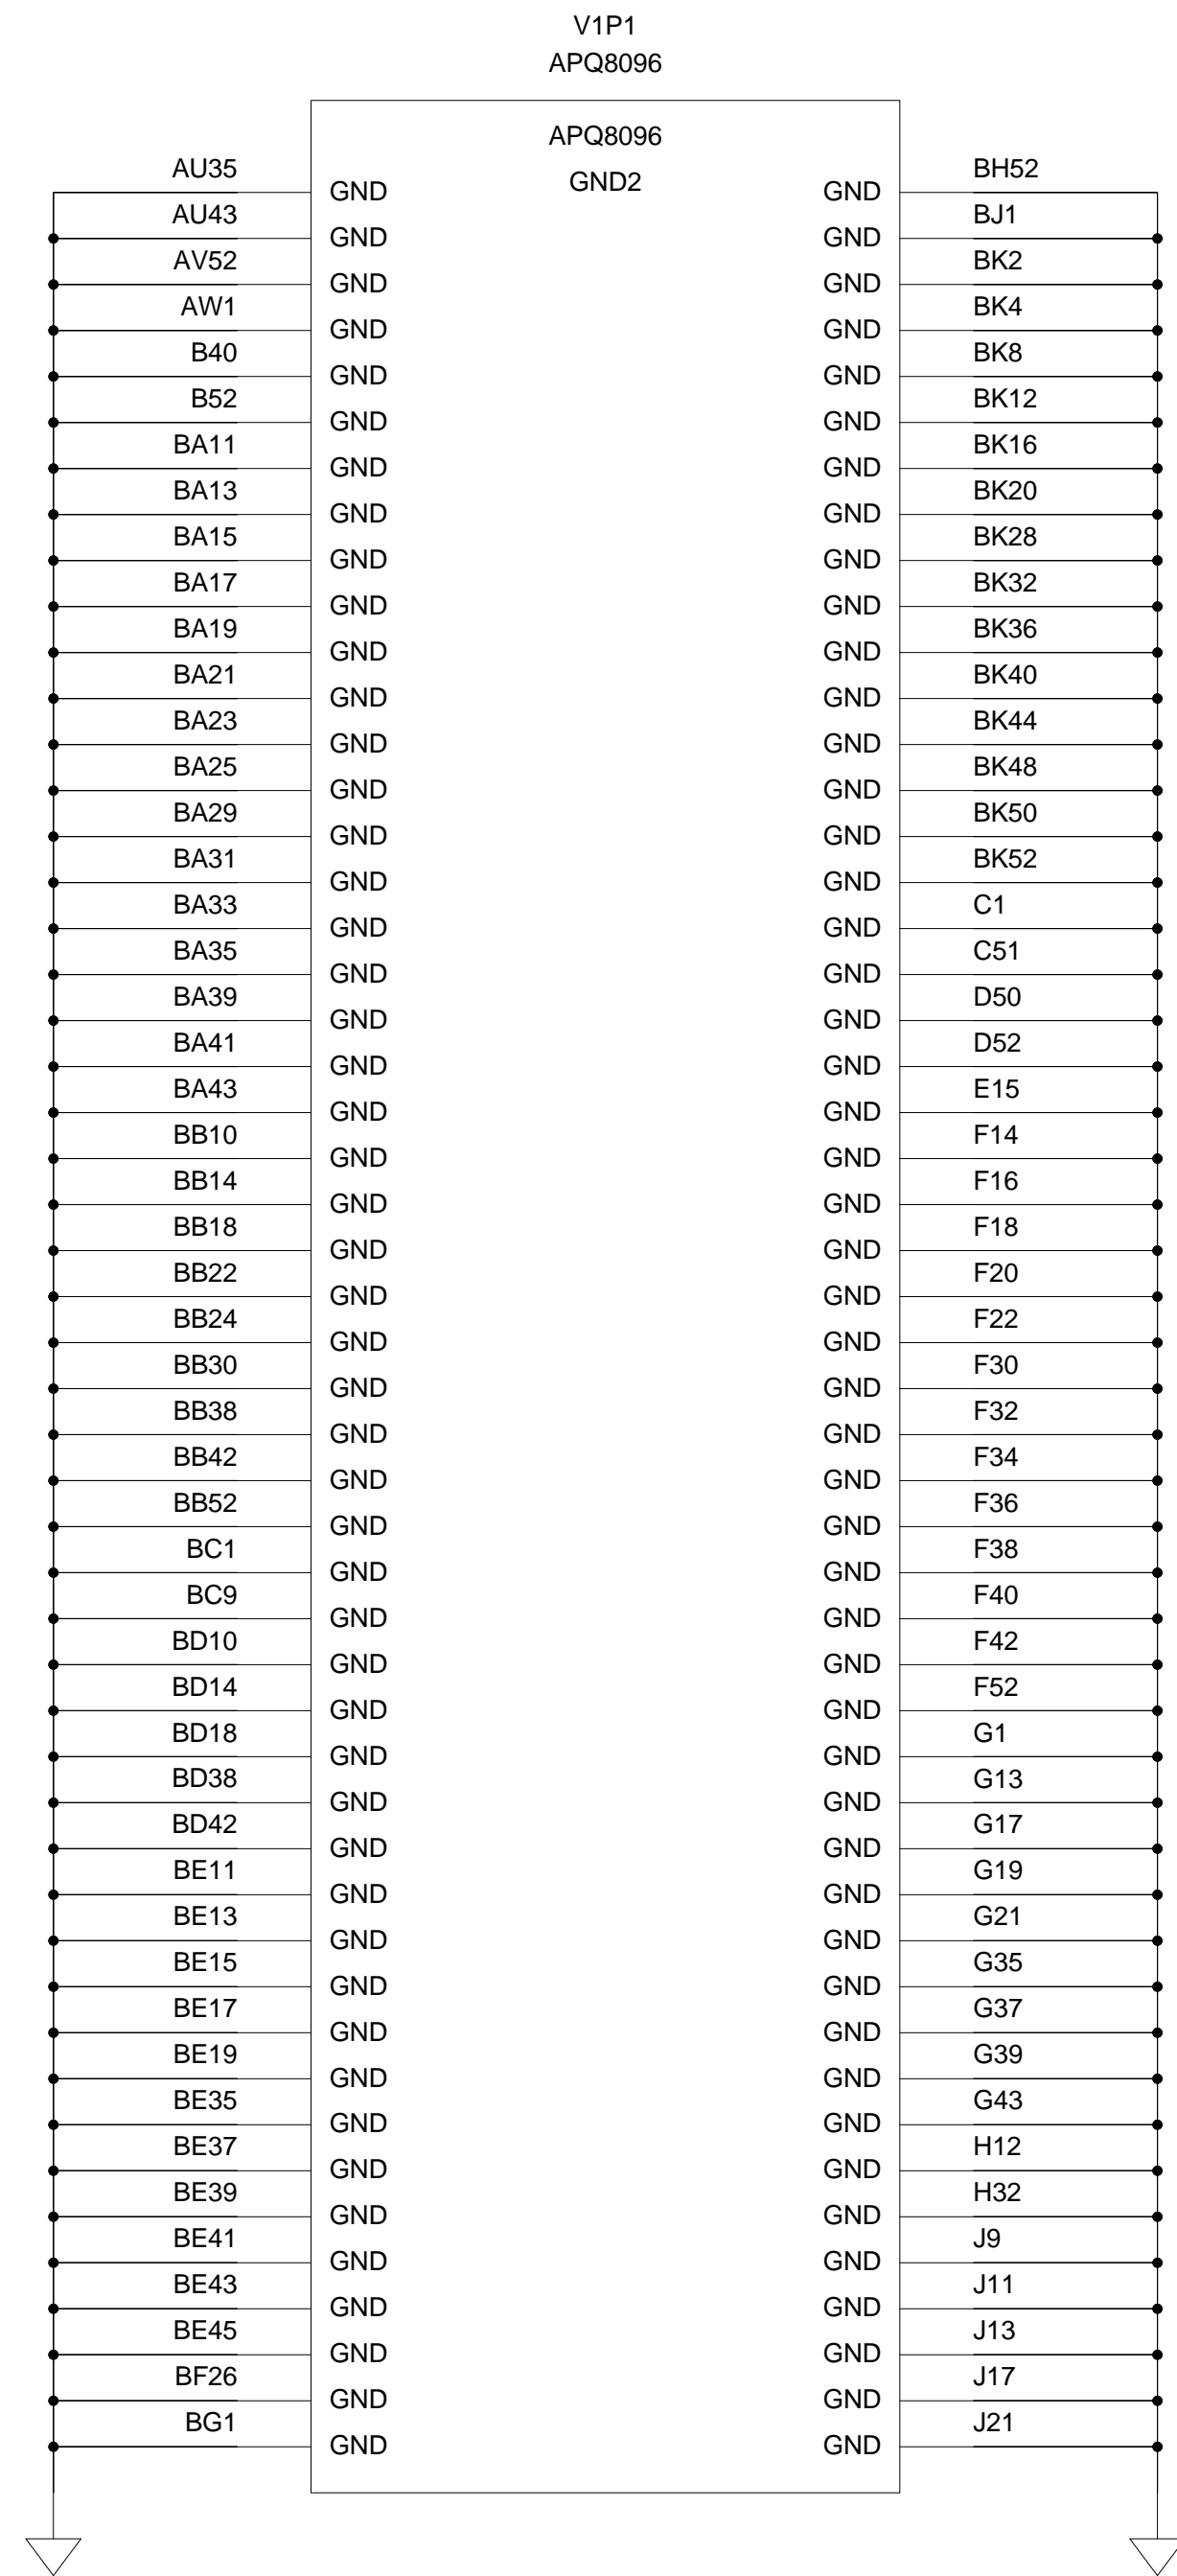 V1P1
APQ8096
APQ8096
GND2
AU35 GND GND BH52
AU43 GND GND BJ1
AV52 GND GND BK2
AW1 GND GND BK4
B40 GND GND BK8
B52 GND GND BK12
BA11 GND GND BK16
BA13 GND GND BK20
BA15 GND GND BK28
BA17 GND GND BK32
BA19 GND GND BK36
BA21 GND GND BK40
BA23 GND GND BK44
BA25 GND GND BK48
BA29 GND GND BK50
BA31 GND GND BK52
BA33 GND GND C1
BA35 GND GND C51
BA39 GND GND D50
BA41 GND GND D52
BA43 GND GND E15
BB10 GND GND F14
BB14 GND GND F16
BB18 GND GND F18
BB22 GND GND F20
BB24 GND GND F22
BB30 GND GND F30
BB38 GND GND F32
BB42 GND GND F34
BB52 GND GND F36
BC1 GND GND F38
BC9 GND GND F40
BD10 GND GND F42
BD14 GND GND F52
BD18 GND GND G1
BD38 GND GND G13
BD42 GND GND G17
BE11 GND GND G19
BE13 GND GND G21
BE15 GND GND G35
BE17 GND GND G37
BE19 GND GND G39
BE35 GND GND G43
BE37 GND GND H12
BE39 GND GND H32
BE41 GND GND J9
BE43 GND GND J11
BE45 GND GND J13
BF26 GND GND J17
BG1 GND GND J21